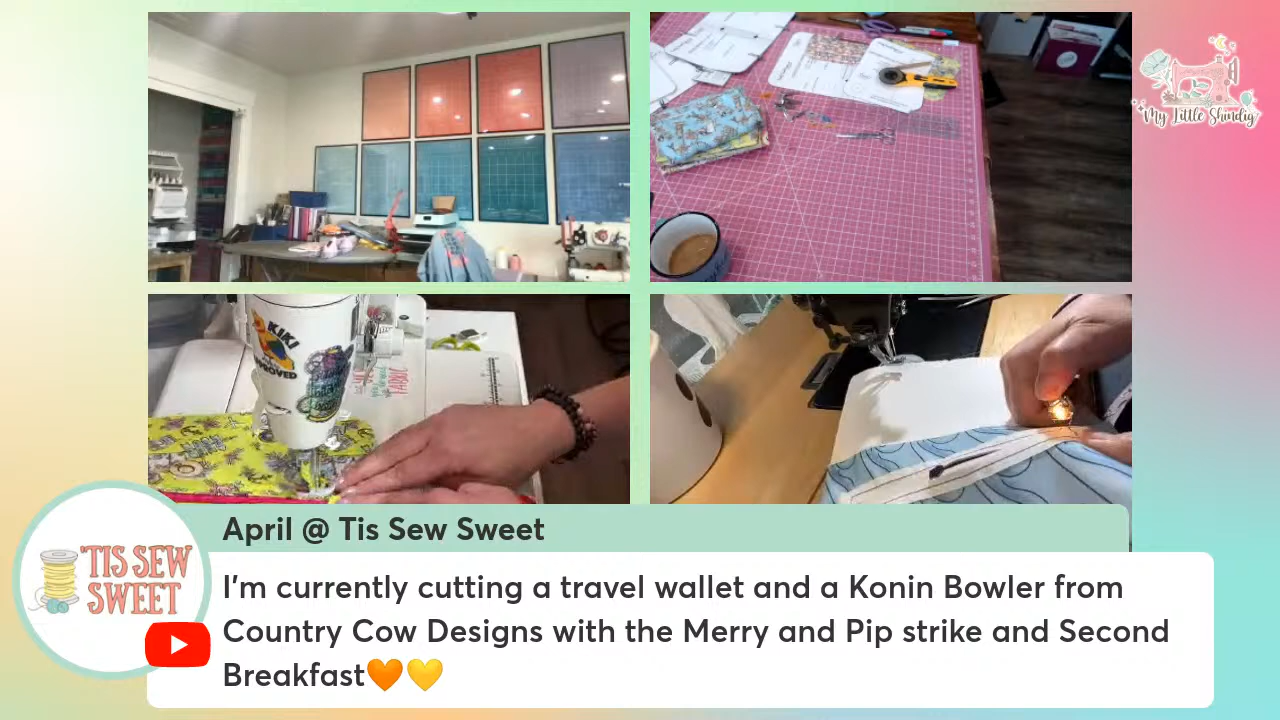 My Little Shindig
KIKI
APPROVED
FABRIC
April @ Tis Sew Sweet
'TIS SEW
SWEET
I'm currently cutting a travel wallet and a Konin Bowler from
Country Cow Designs with the Merry and Pip strike and Second
Breakfast🧡💛